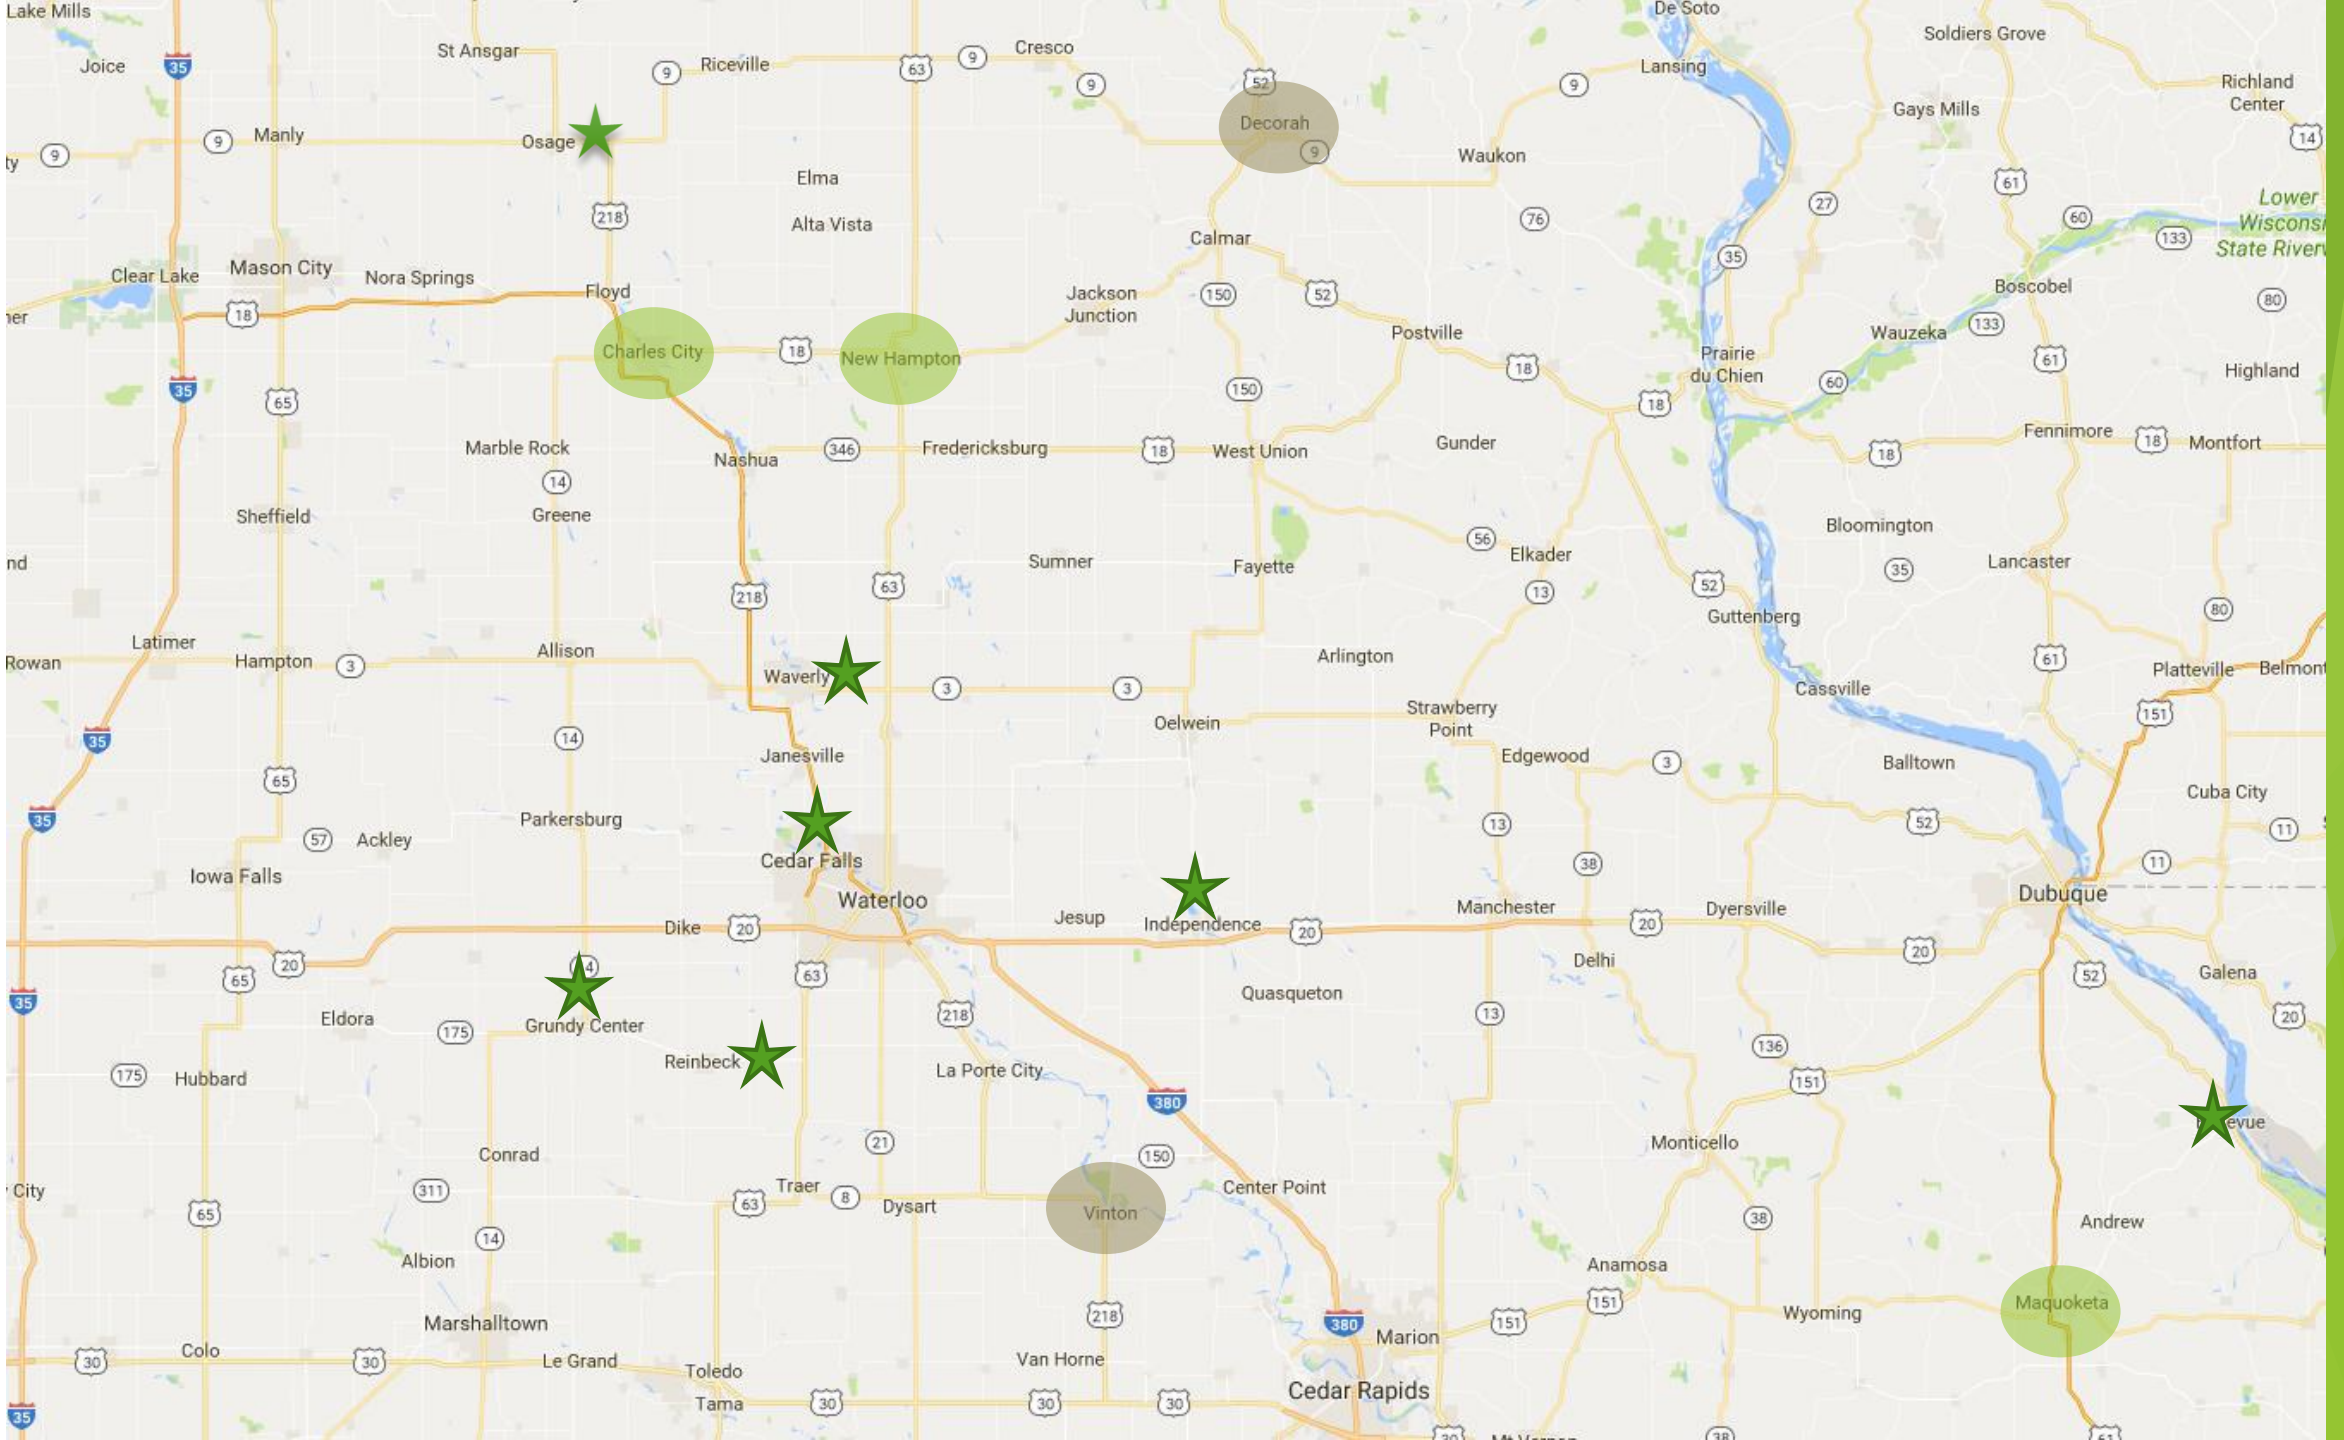 Lake Mills
De Soto
Soldiers Grove
St Ansgar
Cresco
Joice
35
9
Riceville
63
9
9
52
9
Lansing
Richland
Center
Gays Mills
Decorah
Manly
9
9
Osage
9
Waukon
14
Elma
61
218
Alta Vista
76
27
60
Lower
Calmar
35
133
Clear Lake
Mason City
Nora Springs
Floyd
Jackson
Junction
150
52
Boscobel
80
18
Charles City
18
New Hampton
Postville
Wauzeka
133
Prairie
du Chien
18
61
Highland
35
65
150
60
18
Marble Rock
Nashua
346
Fredericksburg
18
West Union
Gunder
18
Fennimore
18
Montfort
14
Greene
Sheffield
56
Elkader
Bloomington
Sumner
Fayette
Lancaster
35
218
63
13
52
80
Guttenberg
Latimer
Allison
Arlington
Rowan
Hampton
3
Waverly
3
3
61
Platteville
Cassville
Oelwein
Strawberry
Point
151
35
14
Janesville
Edgewood
3
Balltown
65
Cuba City
35
Parkersburg
13
52
11
57
Ackley
Cedar Falls
38
11
Iowa Falls
Waterloo
Dubuque
Jesup
Independence
Manchester
Dyersville
Dike
20
20
20
20
20
65
63
Delhi
52
Galena
35
Quasqueton
218
13
20
Eldora
175
Grundy Center
136
Reinbeck
La Porte City
175
Hubbard
151
380
21
150
Monticello
Conrad
311
Traer
8
Dysart
63
Vinton
Center Point
City
65
38
Andrew
14
Albion
Anamosa
218
151
Maquoketa
Marshalltown
380
Marion
151
Wyoming
30
Colo
30
Le Grand
Toledo
Van Horne
Tama
30
30
30
Cedar Rapids
35